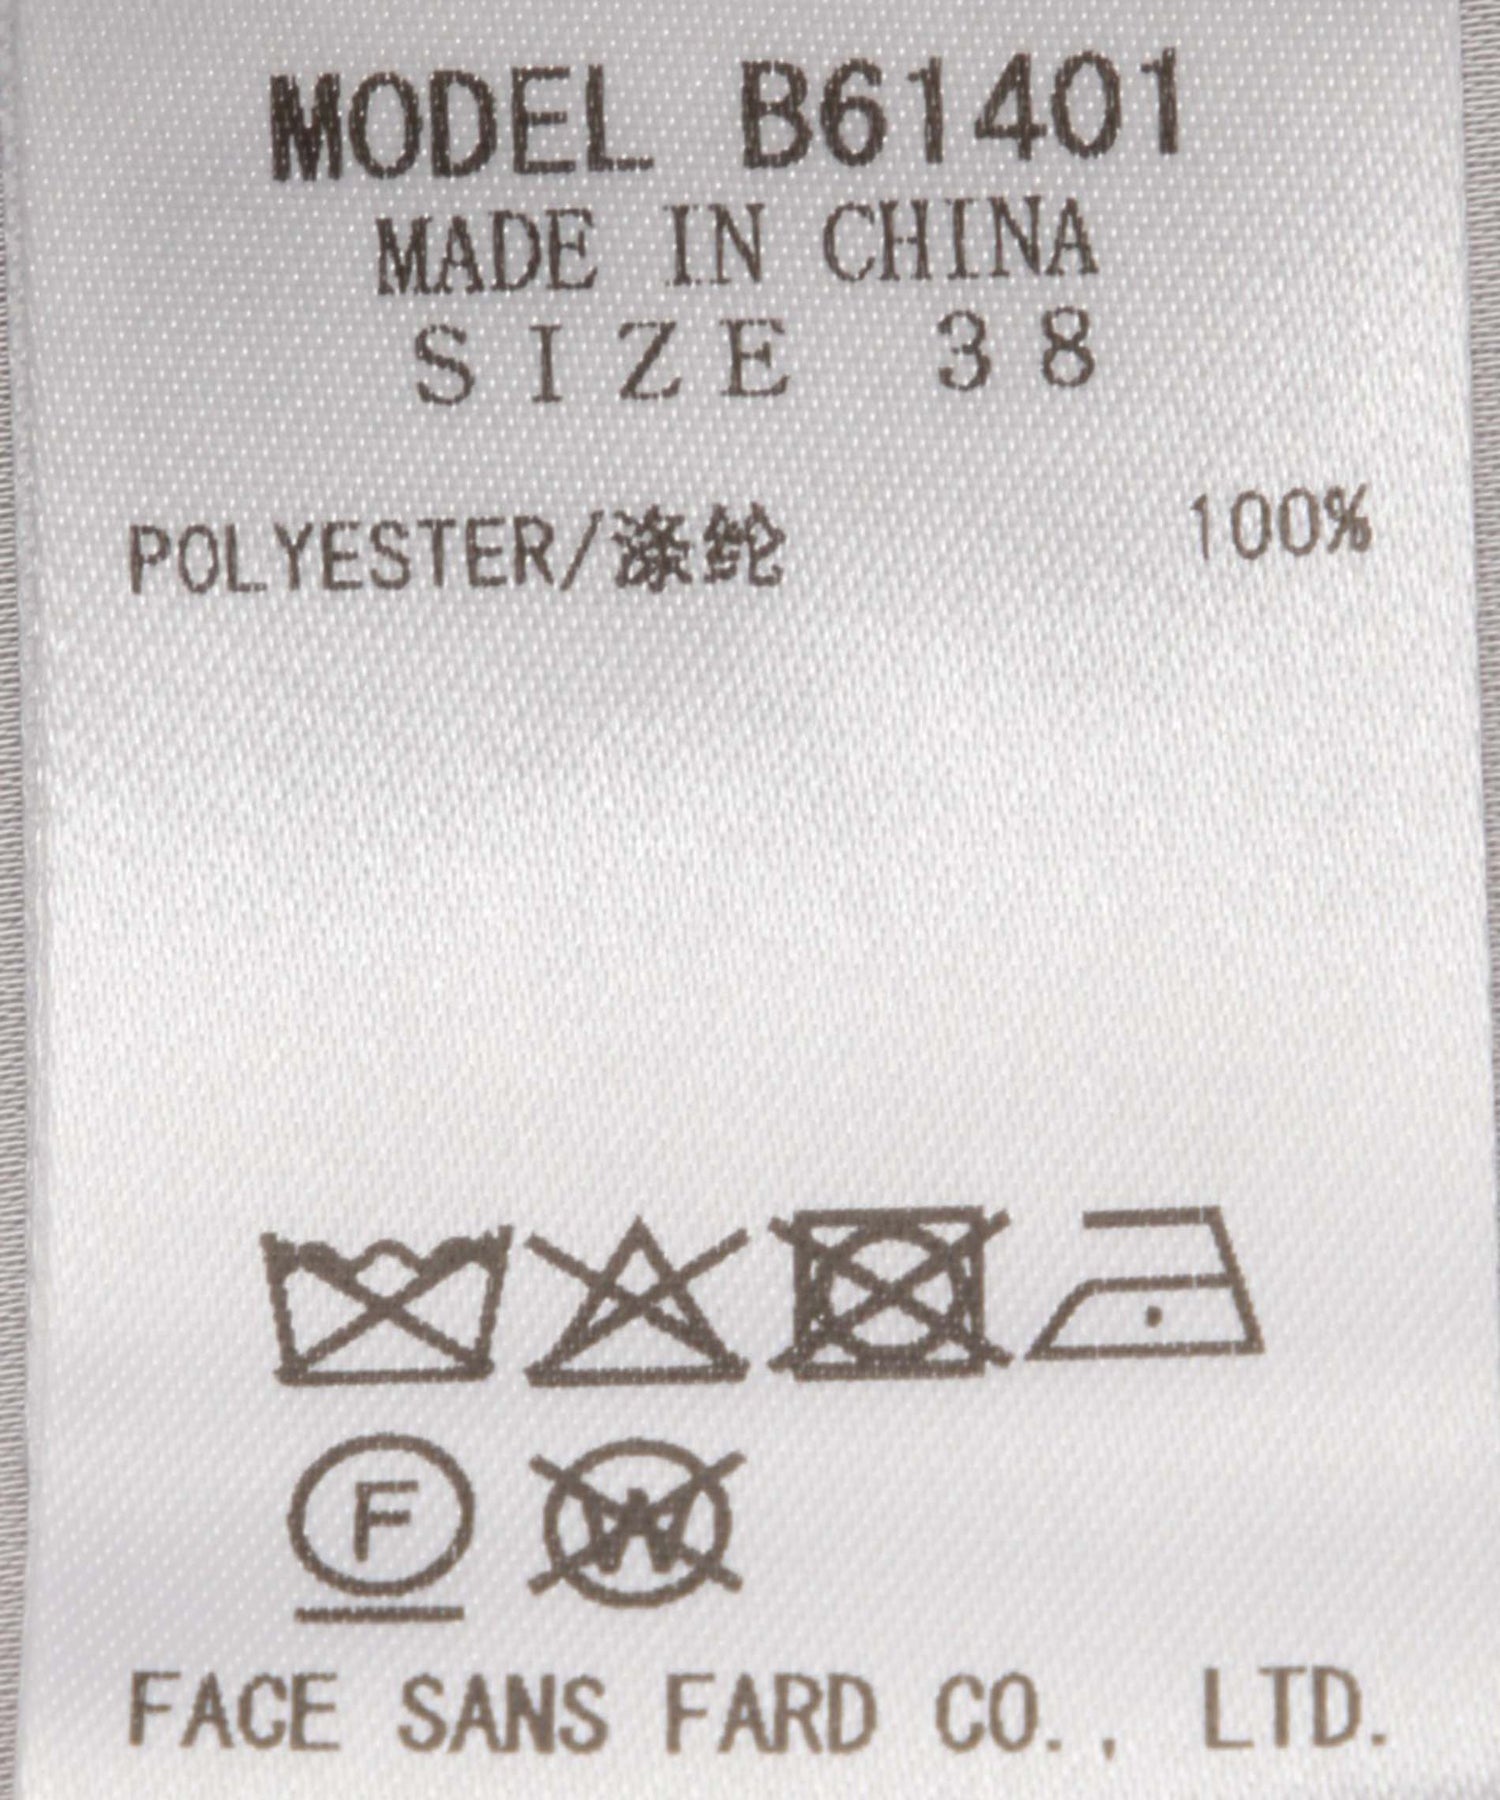 MODEL B61401
MADE IN CHINA
SIZE 38
POLYESTER/涤纶 100%
F W
FACE SANS FARD CO., LTD.